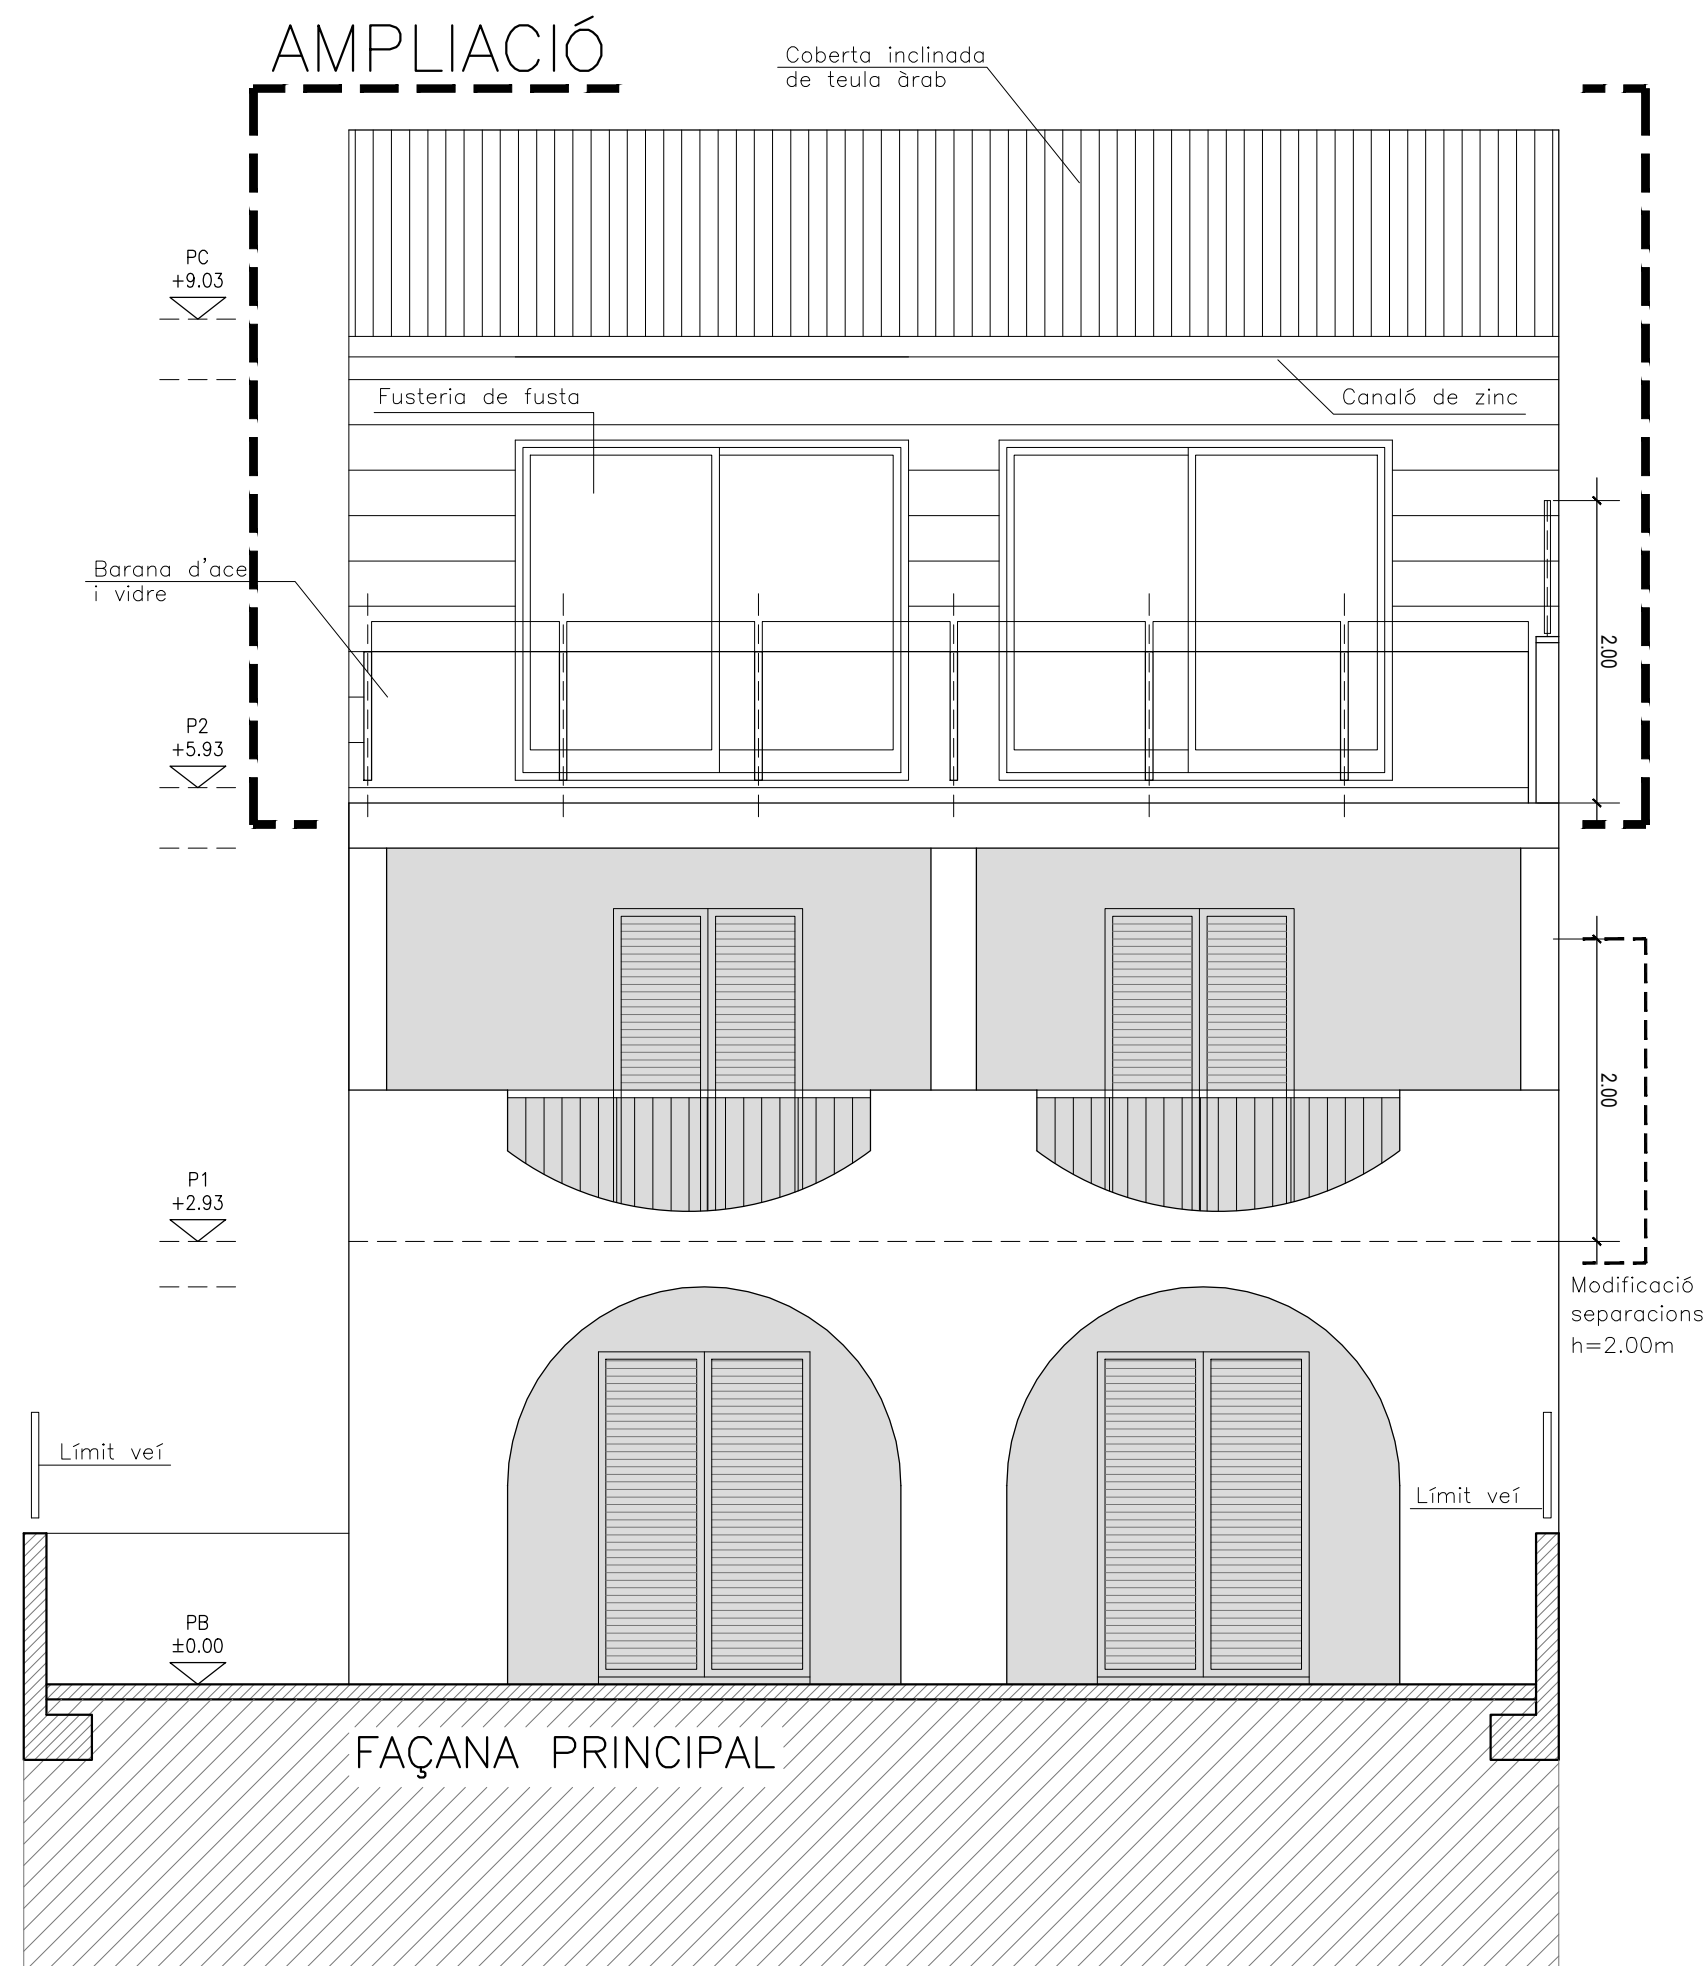 AMPLIACIÓ
Coberta inclinada
de teula àrab
PC
+9.03
Fusteria de fusta
Canaló de zinc
Barana d'ace
i vidre
2.00
P2
+5.93
2.00
P1
+2.93
Modificació
separacions
h=2.00m
Límit veí
Límit veí
PB
±0.00
FAÇANA PRINCIPAL